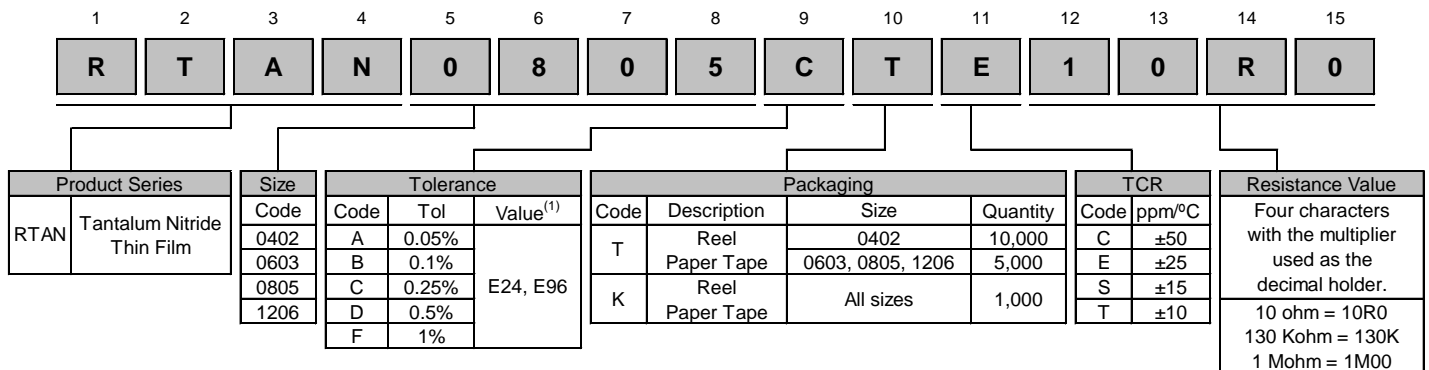 1 2 3 4 5 6 7 8 9 10 11 12 13 14 15
R T A N 0 8 0 5 C T E 1 0 R 0
Product Series
RTAN Tantalum Nitride
Thin Film
Size
Code
0402
0603
0805
1206
Tolerance
Code Tol Value(1)
A 0.05%
B 0.1%
C 0.25%
D 0.5%
F 1%
E24, E96
Packaging
Code Description Size Quantity
T Reel
Paper Tape
0402 10,000
0603, 0805, 1206 5,000
K Reel
Paper Tape
All sizes 1,000
TCR
Code ppm/ºC
C ±50
E ±25
S ±15
T ±10
Resistance Value
Four characters
with the multiplier
used as the
decimal holder.
10 ohm = 10R0
130 Kohm = 130K
1 Mohm = 1M00